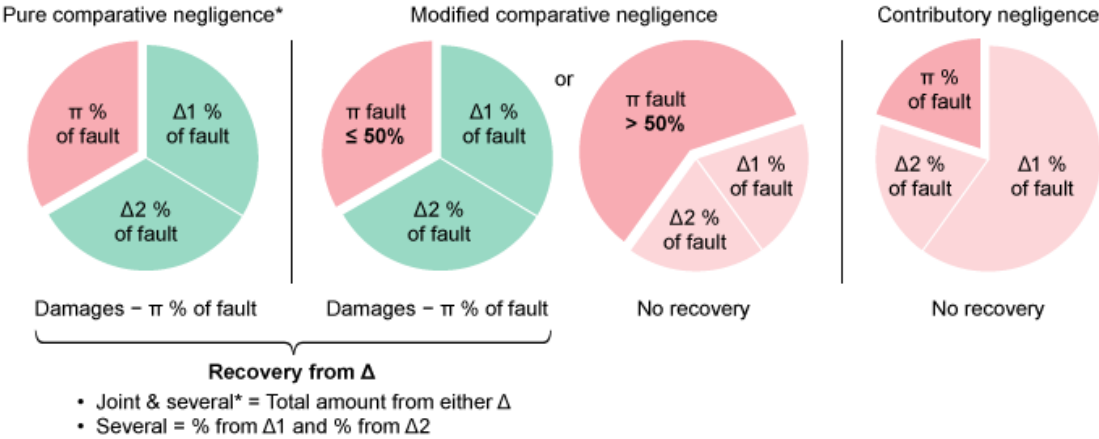 Pure comparative negligence*
Modified comparative negligence
Contributory negligence
π %
of fault
Δ1 %
of fault
Δ2 %
of fault
π fault
≤ 50%
Δ1 %
of fault
Δ2 %
of fault
or
π fault
> 50%
Δ1 %
of fault
Δ2 %
of fault
π %
of fault
Δ2 %
of fault
Δ1 %
of fault
Damages − π % of fault
Damages − π % of fault
No recovery
No recovery
Recovery from Δ
• Joint & several* = Total amount from either Δ
• Several = % from Δ1 and % from Δ2